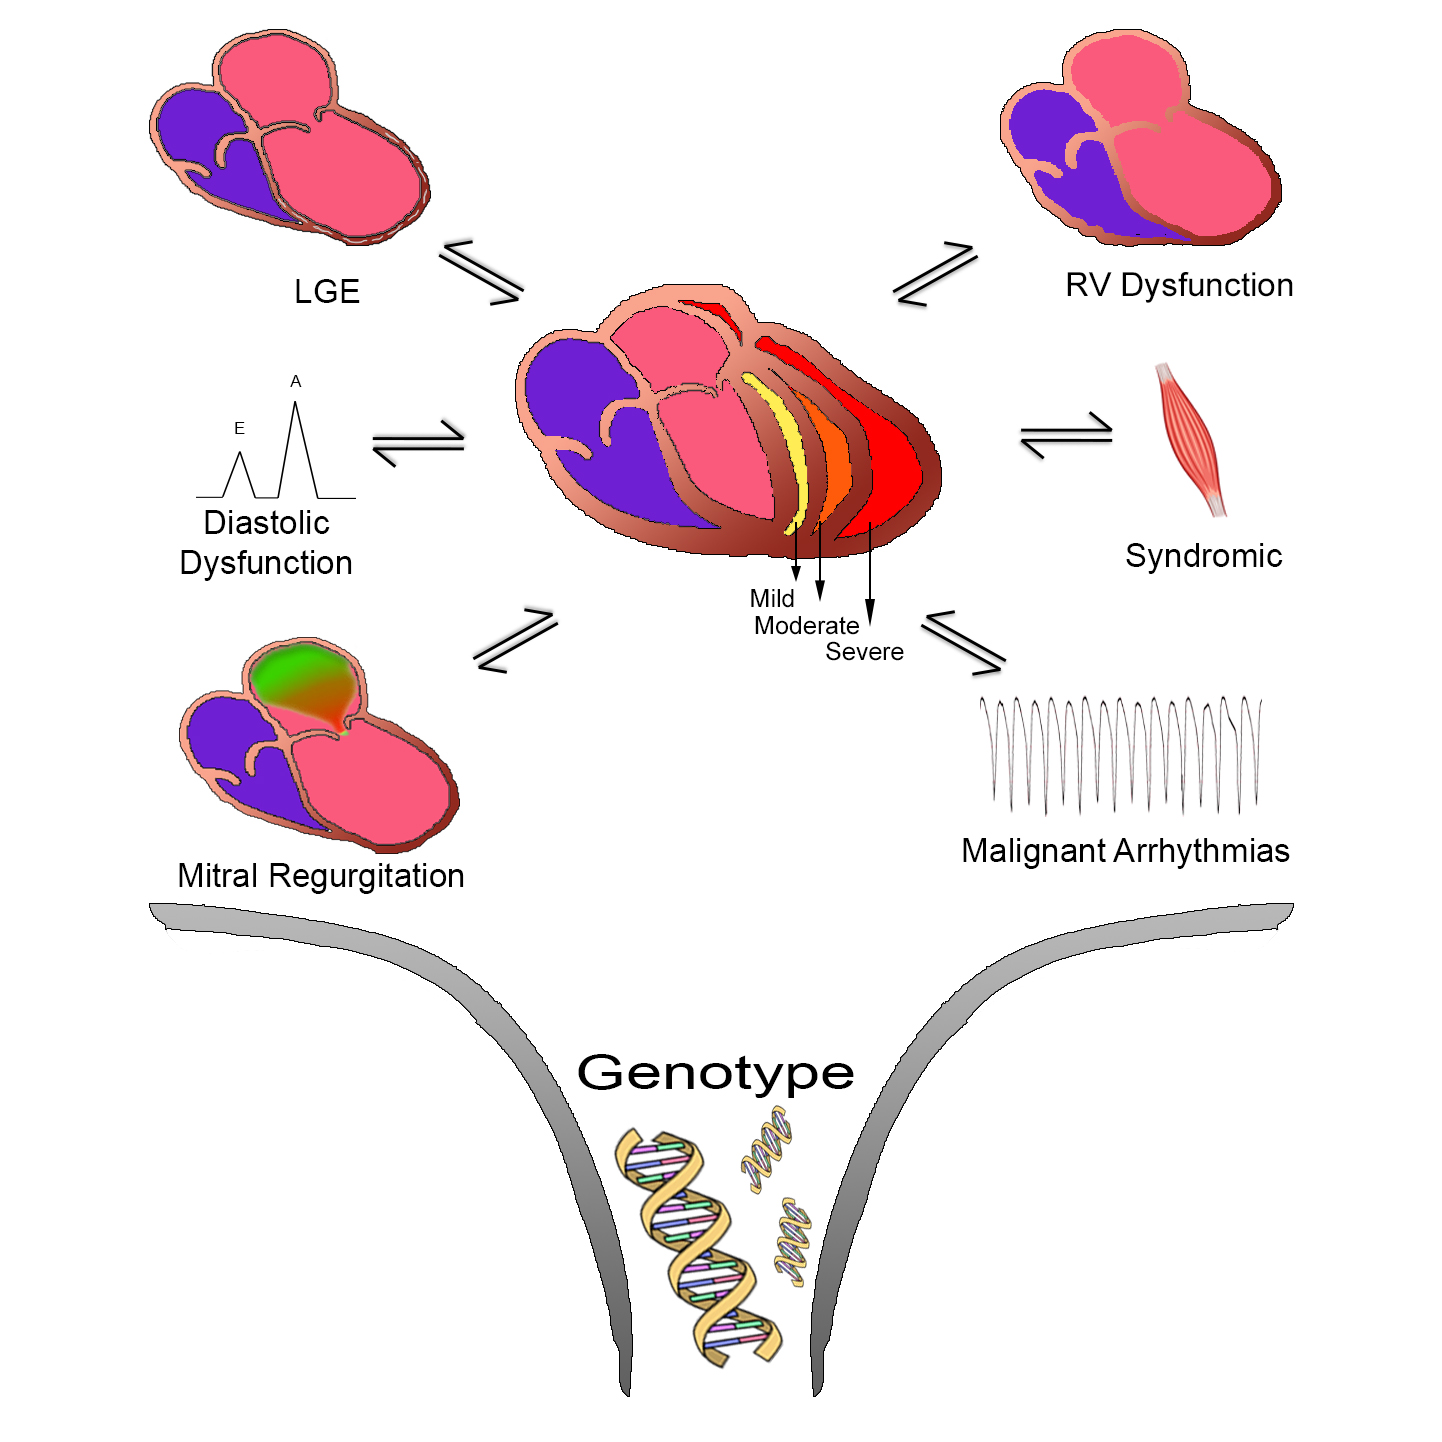 LGE
RV Dysfunction
A
E
Diastolic
Dysfunction
Syndromic
Mild
Moderate
Severe
Mitral Regurgitation
Malignant Arrhythmias
Genotype